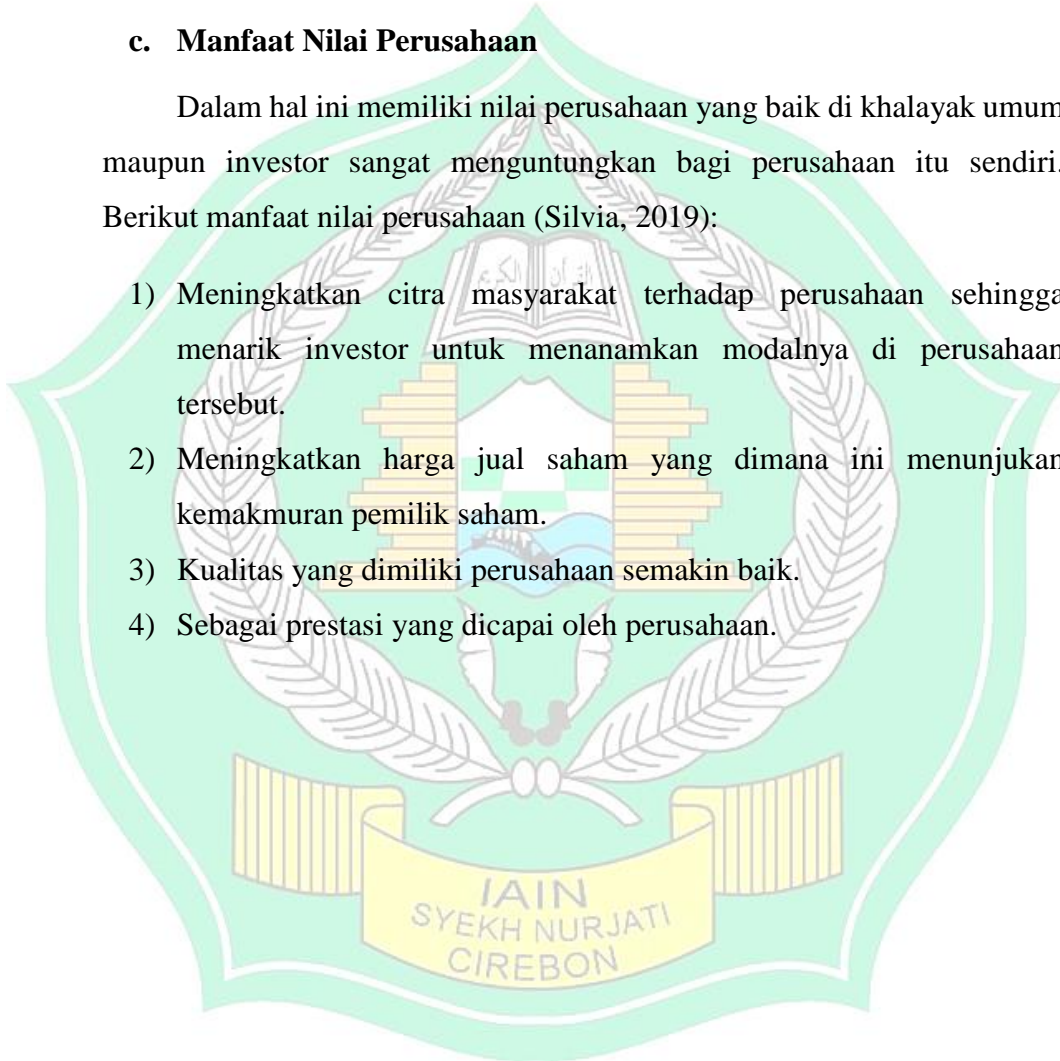 c. Manfaat Nilai Perusahaan
Dalam hal ini memiliki nilai perusahaan yang baik di khalayak umum
maupun investor sangat menguntungkan bagi perusahaan itu sendiri.
Berikut manfaat nilai perusahaan (Silvia, 2019):
1) Meningkatkan citra masyarakat terhadap perusahaan sehingga
menarik investor untuk menanamkan modalnya di perusahaan
tersebut.
2) Meningkatkan harga jual saham yang dimana ini menunjukan
kemakmuran pemilik saham.
3) Kualitas yang dimiliki perusahaan semakin baik.
4) Sebagai prestasi yang dicapai oleh perusahaan.
IAIN
SYEKH NURJATI
CIREBON